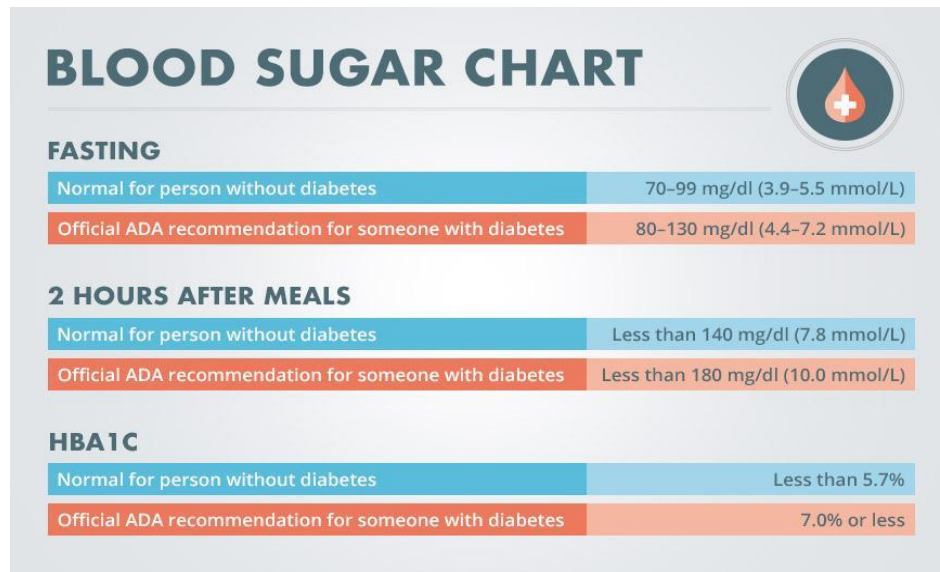 BLOOD SUGAR CHART
FASTING
Normal for person without diabetes 70–99 mg/dl (3.9–5.5 mmol/L)
Official ADA recommendation for someone with diabetes 80–130 mg/dl (4.4–7.2 mmol/L)
2 HOURS AFTER MEALS
Normal for person without diabetes Less than 140 mg/dl (7.8 mmol/L)
Official ADA recommendation for someone with diabetes Less than 180 mg/dl (10.0 mmol/L)
HBA1C
Normal for person without diabetes Less than 5.7%
Official ADA recommendation for someone with diabetes 7.0% or less